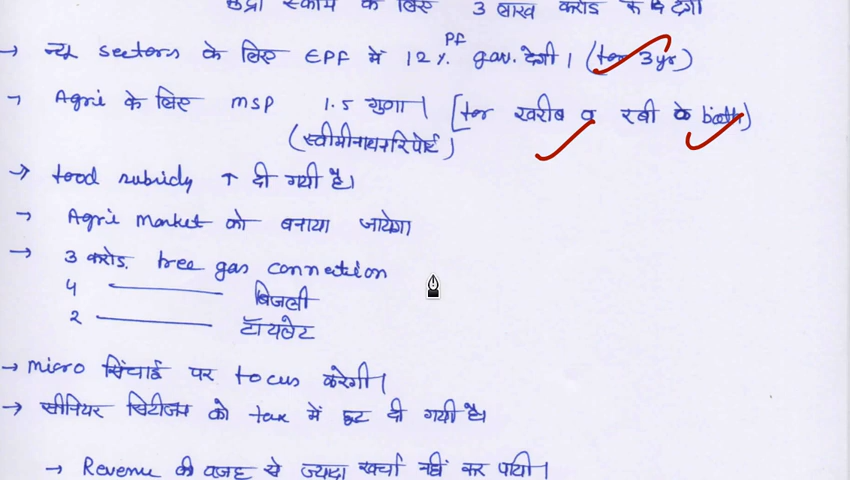 मुद्रा स्कीम के लिए 3 लाख करोड़ रू देगी
→ न्यू sectors के लिए EPF में 12% PF gov. देगी। (for 3yr)
→ Agri के लिए MSP 1.5 गुणा। [for खरीब व रबी के both)
(स्वामीनाथनरिपोर्ट)
→ food subsidy ↑ दी गयी है।
→ Agri market को बनाया जायेगा
→ 3 करोड. free gas connection
4 —— बिजली
2 —— टॉयलेट
→ micro सिंचाई पर focus करेगी।
→ सीनियर सिटीजन को tax में छूट दी गयी है।
→ Revenue की वजह से ज्यादा खर्चा नहीं कर पायी।